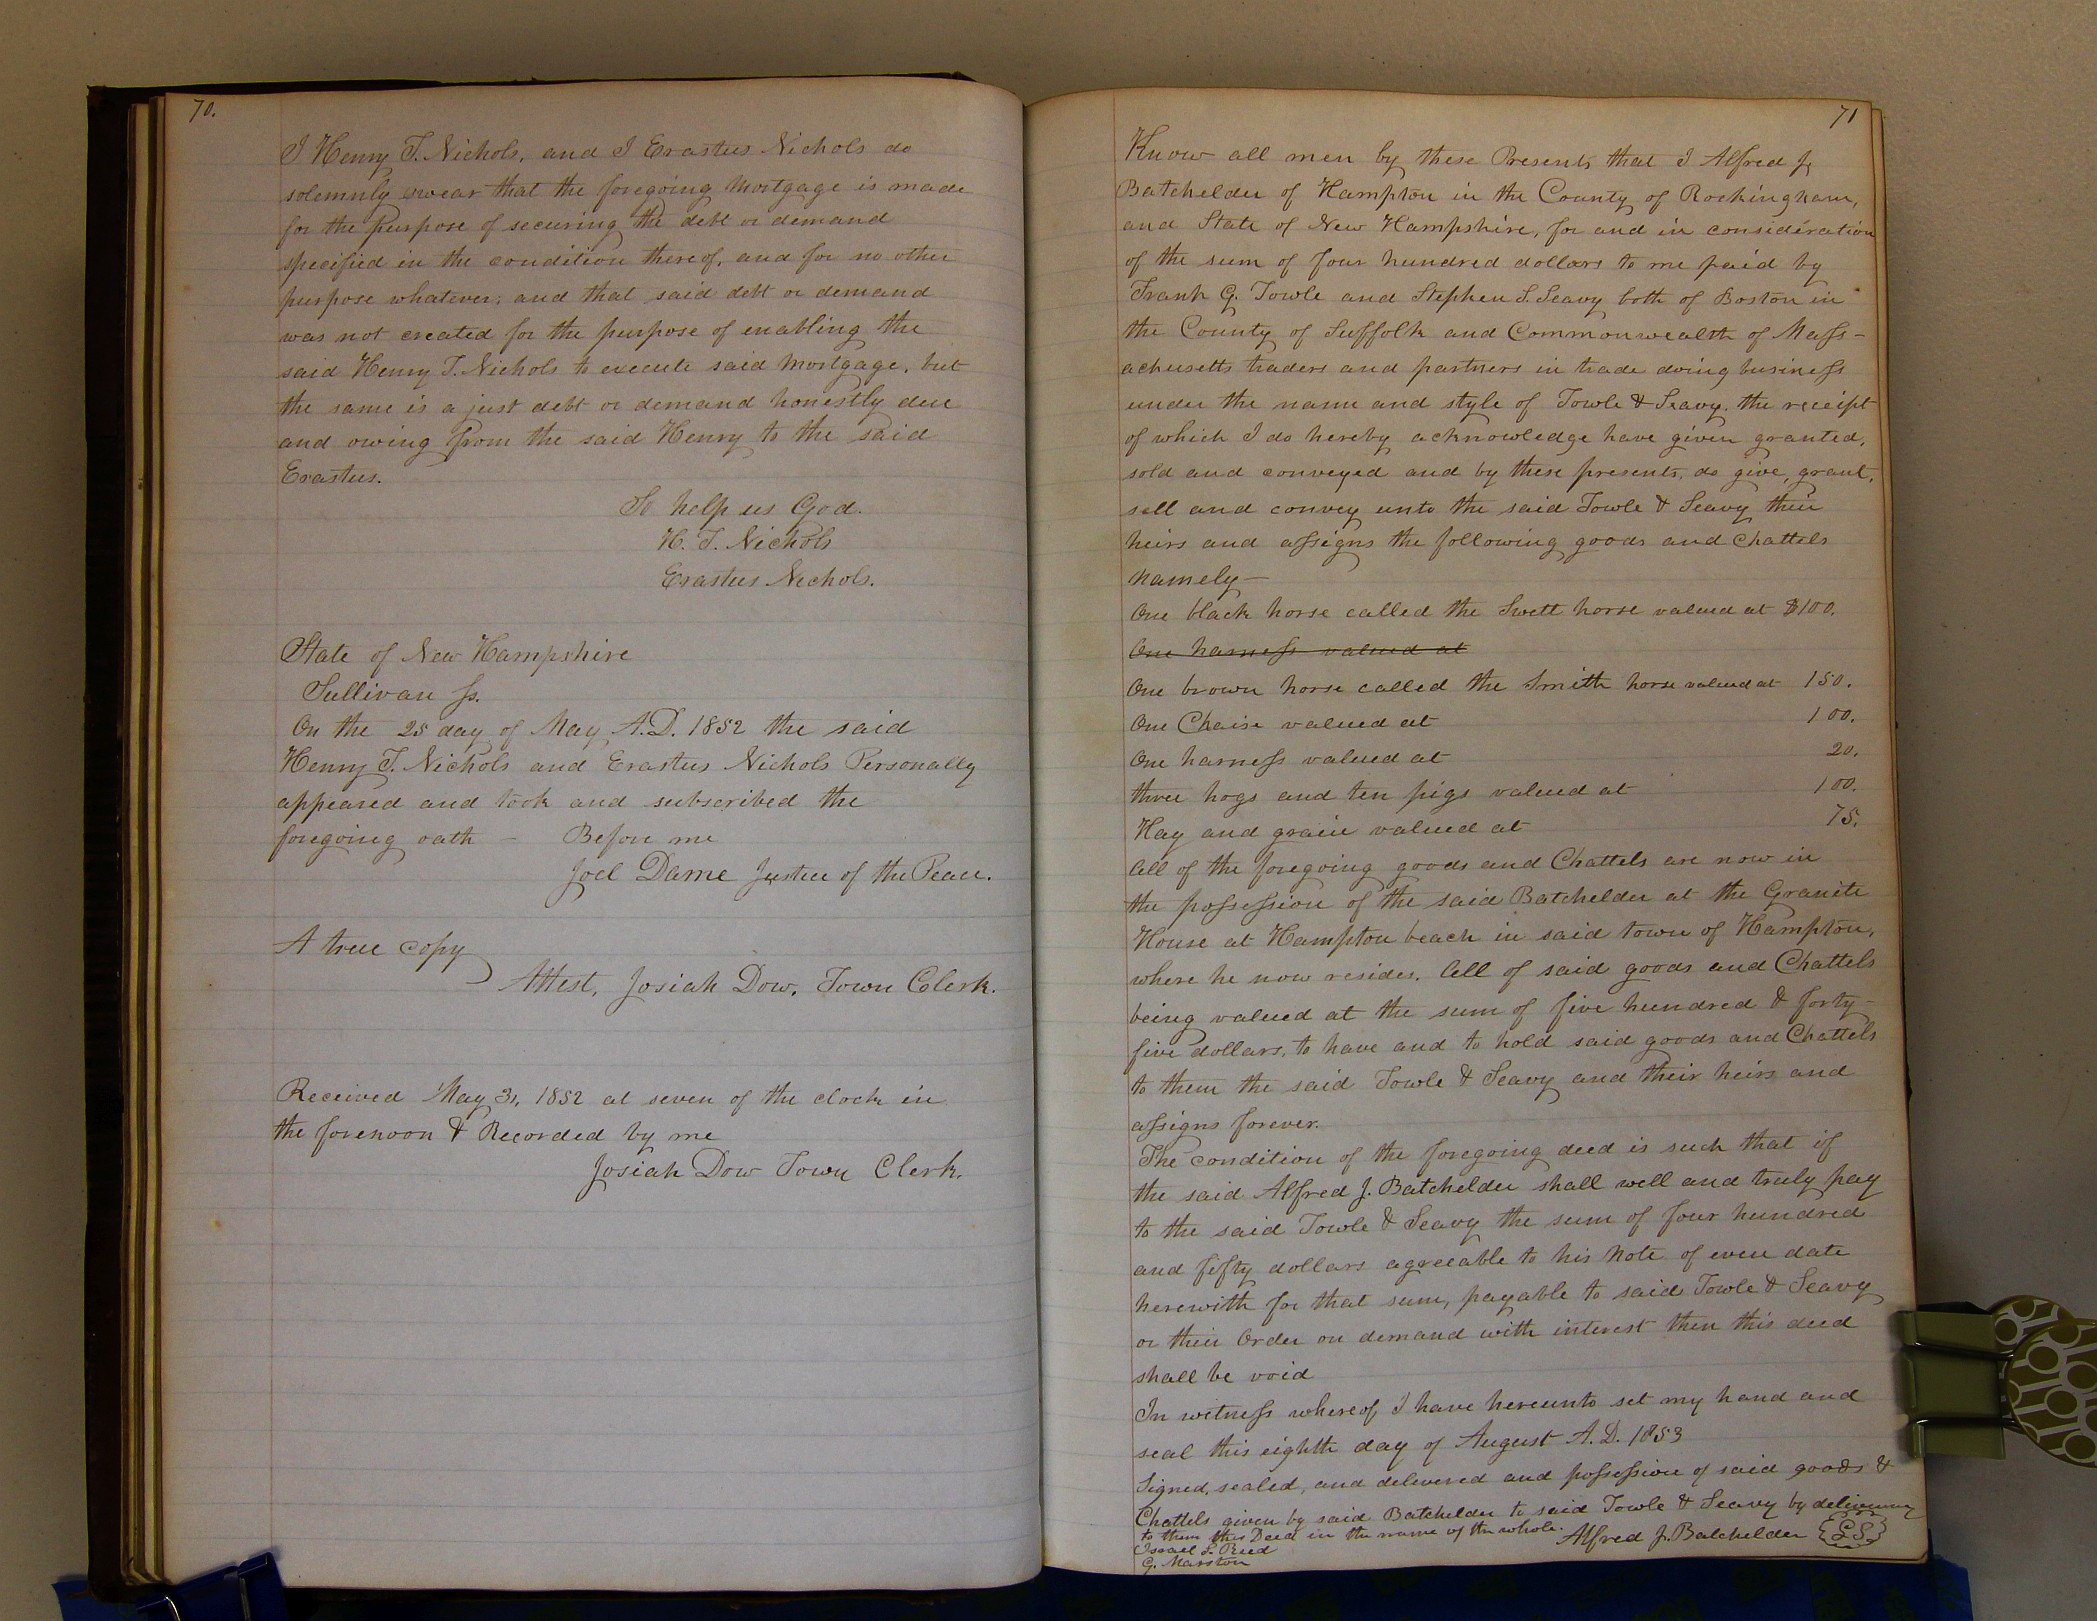 70.
I Henry T. Nichols, and I Erastus Nichols do
solemnly swear that the foregoing Mortgage is made
for the purpose of securing the debt or demand
specified in the condition thereof, and for no other
purpose whatever; and that said debt or demand
was not created for the purpose of enabling the
said Henry T. Nichols to execute said Mortgage, but
the same is a just debt or demand honestly due
and owing from the said Henry to the said
Erastus.
So help us God.
H. T. Nichols
Erastus Nichols.
State of New Hampshire
Sullivan ss.
On the 25 day of May A.D. 1852 the said
Henry T. Nichols and Erastus Nichols Personally
appeared and took and subscribed the
foregoing oath — Before me
Joel Dame Justice of the Peace.
A true copy
Attest, Josiah Dow, Town Clerk.
Received May 31, 1852 at seven of the clock in
the forenoon & Recorded by me
Josiah Dow Town Clerk.
71
Know all men by these Presents, that I Alfred J.
Batchelder of Hampton in the County of Rockingham,
and State of New Hampshire, for and in consideration
of the sum of four hundred dollars to me paid by
Frank G. Towle and Stephen S. Seavy both of Boston in
the County of Suffolk and Commonwealth of Mass-
achusetts traders and partners in trade doing business
under the name and style of Towle & Seavy. the receipt
of which I do hereby acknowledge have given granted,
sold and conveyed and by these presents, do give, grant,
sell and convey unto the said Towle & Seavy their
heirs and assigns the following goods and Chattels
namely—
One black horse called the Swett horse valued at $100.
One harness valued at
One brown horse called the Smith horse valued at 150.
One Chaise valued at 100.
One harness valued at 20.
three hogs and ten pigs valued at 100.
Hay and grain valued at 75.
All of the foregoing goods and Chattels are now in
the possession of the said Batchelder at the Granite
House at Hampton beach in said town of Hampton,
where he now resides. All of said goods and Chattels
being valued at the sum of five hundred & forty-
five dollars, to have and to hold said goods and Chattels
to them the said Towle & Seavy and their heirs and
assigns forever.
The condition of the foregoing deed is such that if
the said Alfred J. Batchelder shall well and truly pay
to the said Towle & Seavy the sum of four hundred
and fifty dollars agreeable to his Note of even date
herewith for that sum, payable to said Towle & Seavy
or their Order on demand with interest then this deed
shall be void
In witness whereof I have hereunto set my hand and
seal this eighth day of August A.D. 1853
Signed, sealed, and delivered and possession of said goods &
Chattels given by said Batchelder to said Towle & Seavy by delivering
to them this Deed in the name of the whole.
Alfred J. Batchelder LS
Israel S. Reed
G. Marston